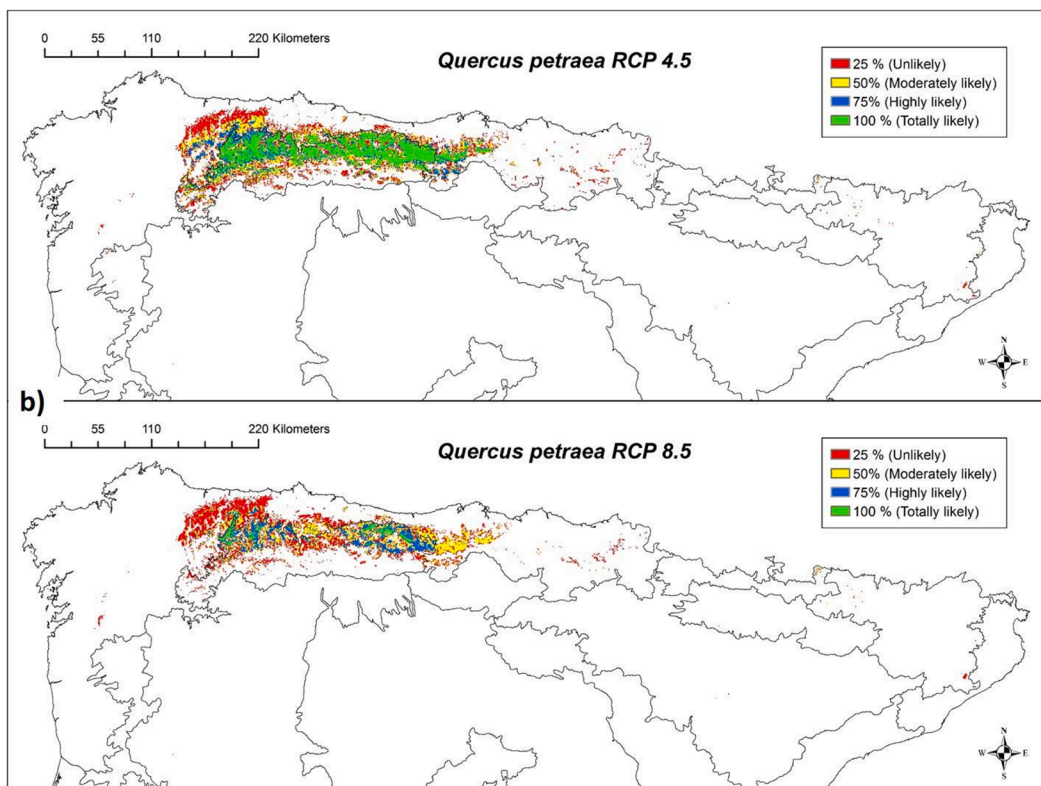 0 55 110 220 Kilometers
Quercus petraea RCP 4.5
25 % (Unlikely)
50% (Moderately likely)
75% (Highly likely)
100 % (Totally likely)
N
W E
S
b)
0 55 110 220 Kilometers
Quercus petraea RCP 8.5
25 % (Unlikely)
50% (Moderately likely)
75% (Highly likely)
100 % (Totally likely)
N
W E
S